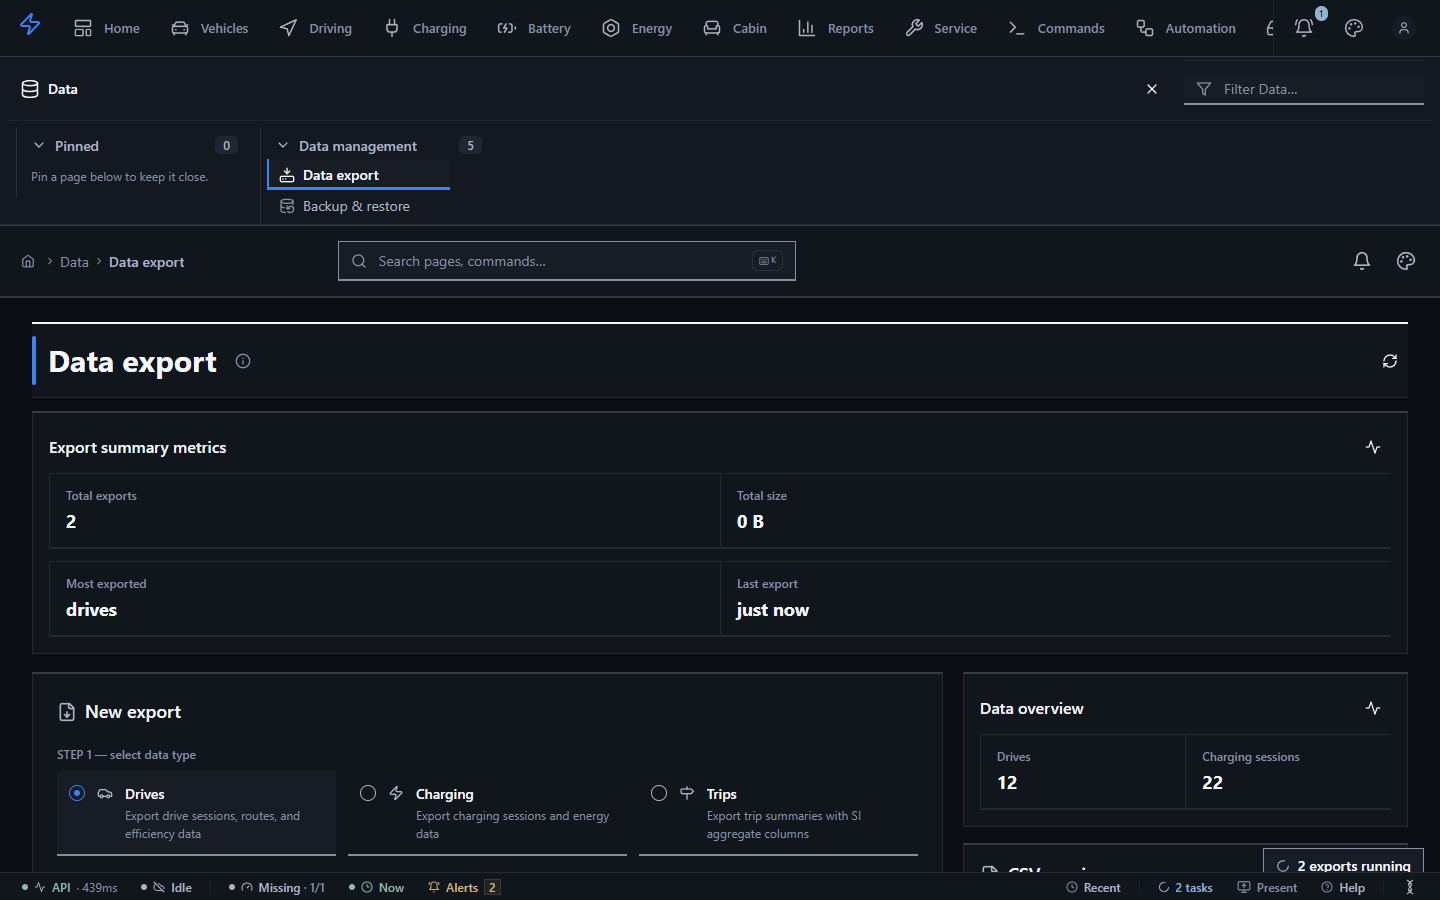 Home
Vehicles
Driving
Charging
Battery
Energy
Cabin
Reports
Service
Commands
Automation
1
Data
Filter Data...
Pinned
0
Pin a page below to keep it close.
Data management
5
Data export
Backup & restore
Data
Data export
Search pages, commands...
K
Data export
Export summary metrics
Total exports
2
Total size
0 B
Most exported
drives
Last export
just now
New export
STEP 1 — select data type
Drives
Export drive sessions, routes, and
efficiency data
Charging
Export charging sessions and energy
data
Trips
Export trip summaries with SI
aggregate columns
Data overview
Drives
12
Charging sessions
22
2 exports running
API · 439ms
Idle
Missing · 1/1
Now
Alerts 2
Recent
2 tasks
Present
Help